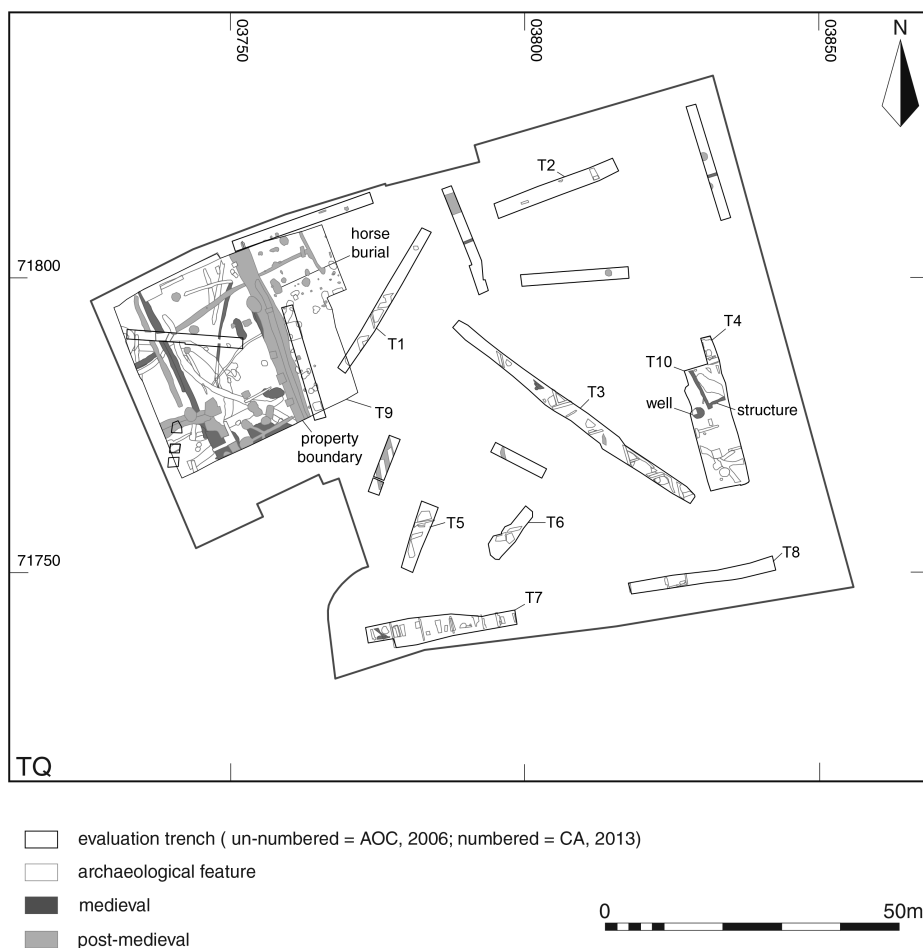 03750
03800
03850
N
T2
horse
burial
71800
T4
T1
T10
T3
well
structure
T9
property
boundary
T5
T6
71750
T8
T7
TQ
evaluation trench ( un-numbered = AOC, 2006; numbered = CA, 2013)
archaeological feature
medieval
0 50m
post-medieval